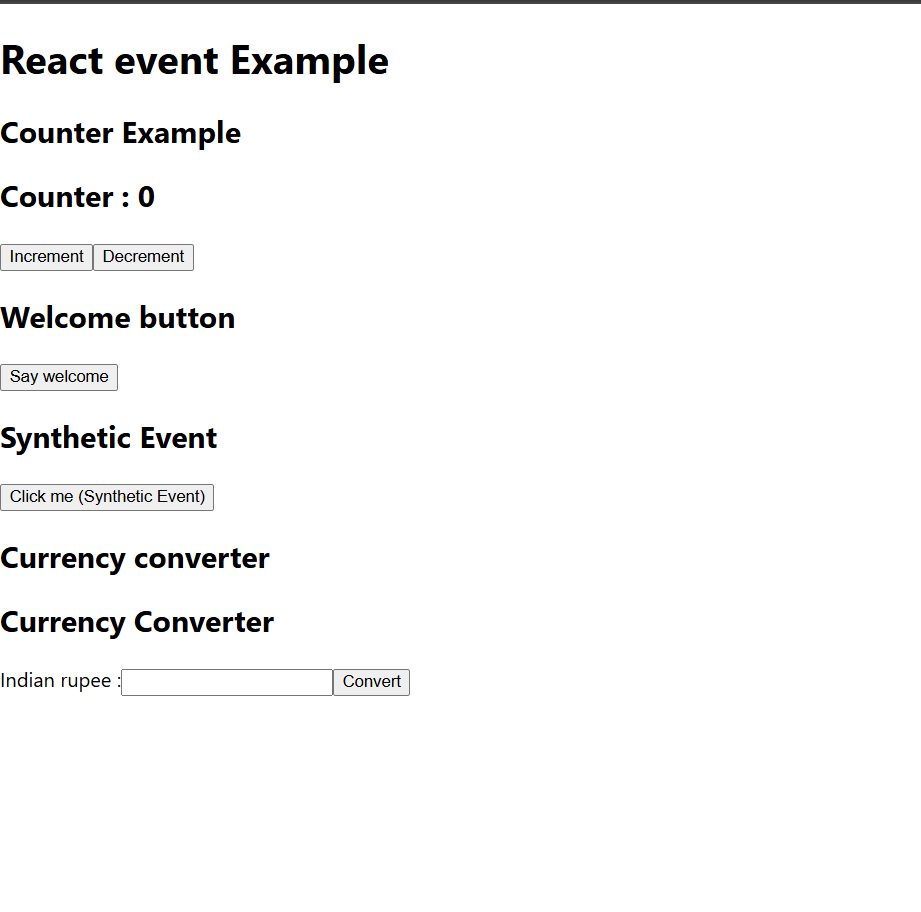 React event Example
Counter Example
Counter : 0
Increment Decrement
Welcome button
Say welcome
Synthetic Event
Click me (Synthetic Event)
Currency converter
Currency Converter
Indian rupee : Convert